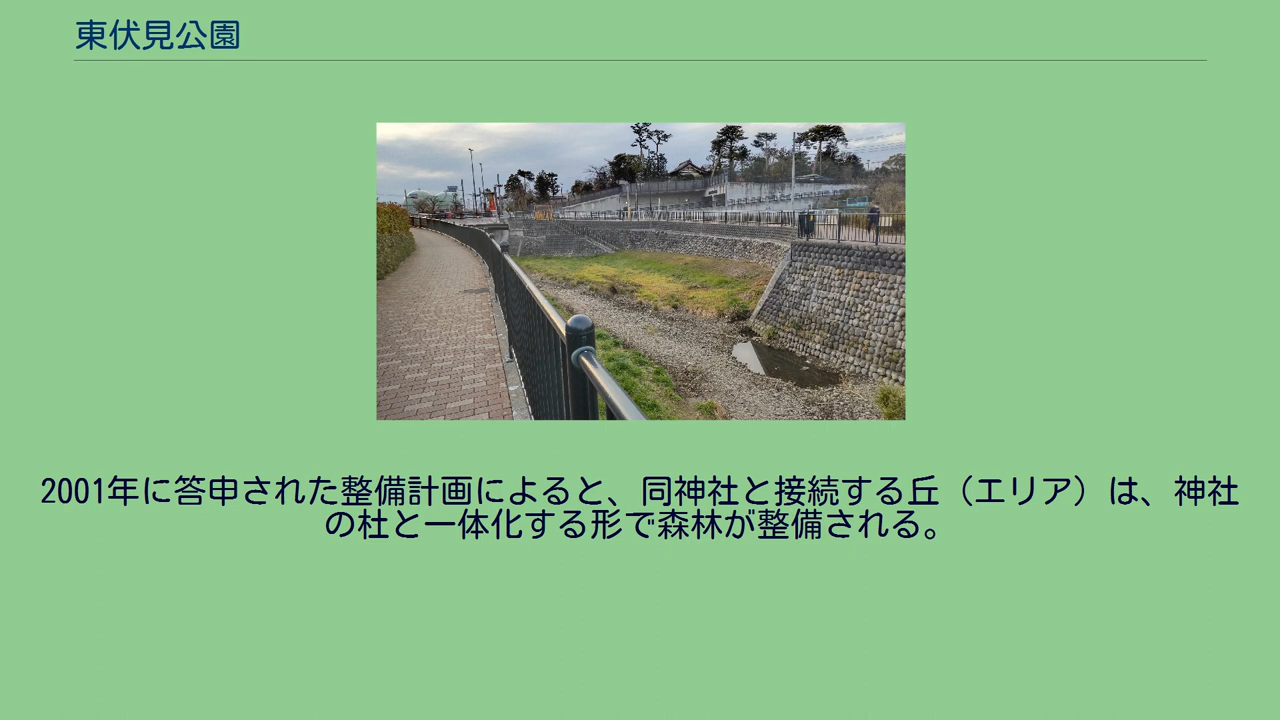 東伏見公園
2001年に答申された整備計画によると、同神社と接続する丘（エリア）は、神社
の杜と一体化する形で森林が整備される。